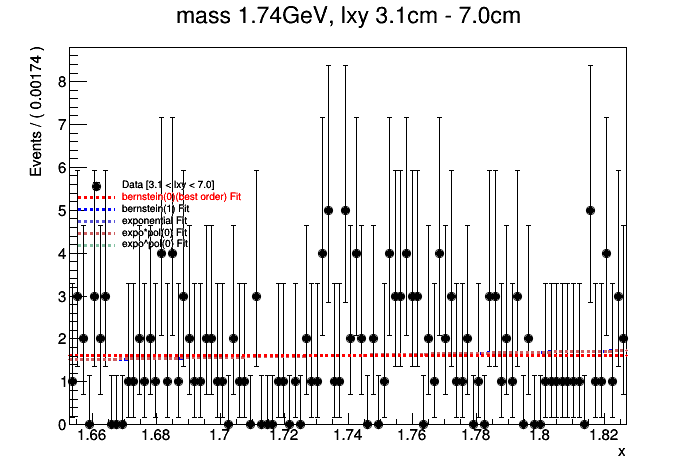 mass 1.74GeV, lxy 3.1cm - 7.0cm
Events / ( 0.00174 )
8
7
6
5
4
3
2
1
0
Data [3.1 < lxy < 7.0]
bernstein(0)(best order) Fit
bernstein(1) Fit
exponential Fit
expo*pol(0) Fit
expo^pol(0) Fit
1.66 1.68 1.7 1.72 1.74 1.76 1.78 1.8 1.82
x